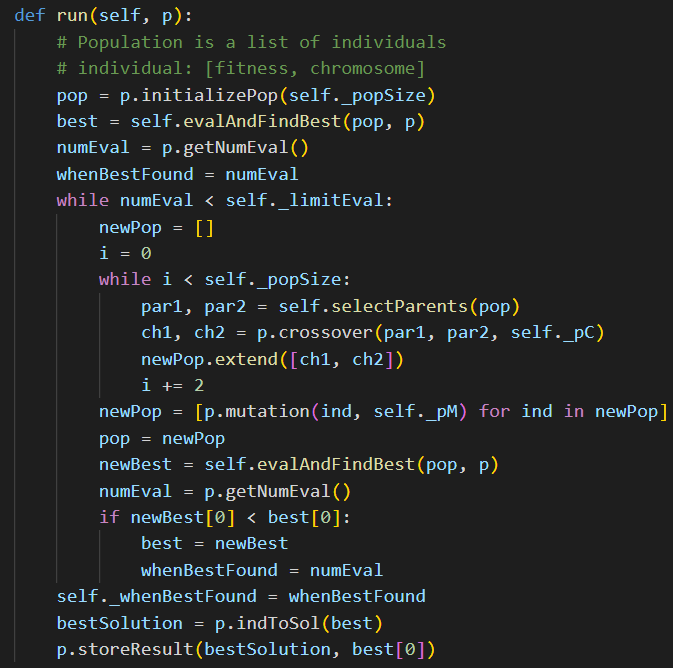 def run(self, p):
    # Population is a list of individuals
    # individual: [fitness, chromosome]
    pop = p.initializePop(self._popSize)
    best = self.evalAndFindBest(pop, p)
    numEval = p.getNumEval()
    whenBestFound = numEval
    while numEval < self._limitEval:
        newPop = []
        i = 0
        while i < self._popSize:
            par1, par2 = self.selectParents(pop)
            ch1, ch2 = p.crossover(par1, par2, self._pC)
            newPop.extend([ch1, ch2])
            i += 2
        newPop = [p.mutation(ind, self._pM) for ind in newPop]
        pop = newPop
        newBest = self.evalAndFindBest(pop, p)
        numEval = p.getNumEval()
        if newBest[0] < best[0]:
            best = newBest
            whenBestFound = numEval
    self._whenBestFound = whenBestFound
    bestSolution = p.indToSol(best)
    p.storeResult(bestSolution, best[0])